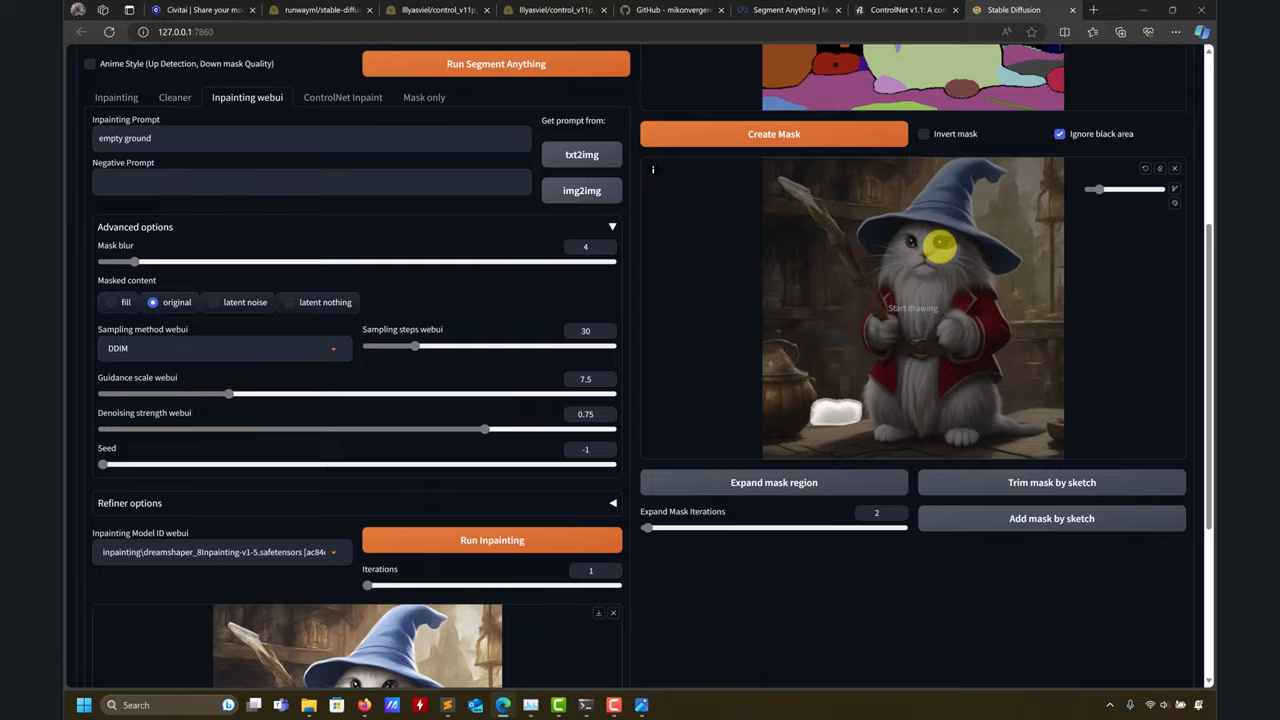 Civitai | Share your mo
runwayml/stable-diffu
lllyasviel/control_v11p_
lllyasviel/control_v11p_
GitHub - mikonvergen
Segment Anything | M
ControlNet v1.1: A con
Stable Diffusion
127.0.0.1:7860
Anime Style (Up Detection, Down mask Quality)
Run Segment Anything
Inpainting
Cleaner
Inpainting webui
ControlNet Inpaint
Mask only
Inpainting Prompt
empty ground
Negative Prompt
Get prompt from:
txt2img
img2img
Advanced options
Mask blur
4
Masked content
fill
original
latent noise
latent nothing
Sampling method webui
DDIM
Sampling steps webui
30
Guidance scale webui
7.5
Denoising strength webui
0.75
Seed
-1
Refiner options
Inpainting Model ID webui
inpainting\dreamshaper_8Inpainting-v1-5.safetensors [ac84
Run Inpainting
Iterations
1
Create Mask
Invert mask
Ignore black area
Start drawing
Expand mask region
Trim mask by sketch
Expand Mask Iterations
2
Add mask by sketch
Search